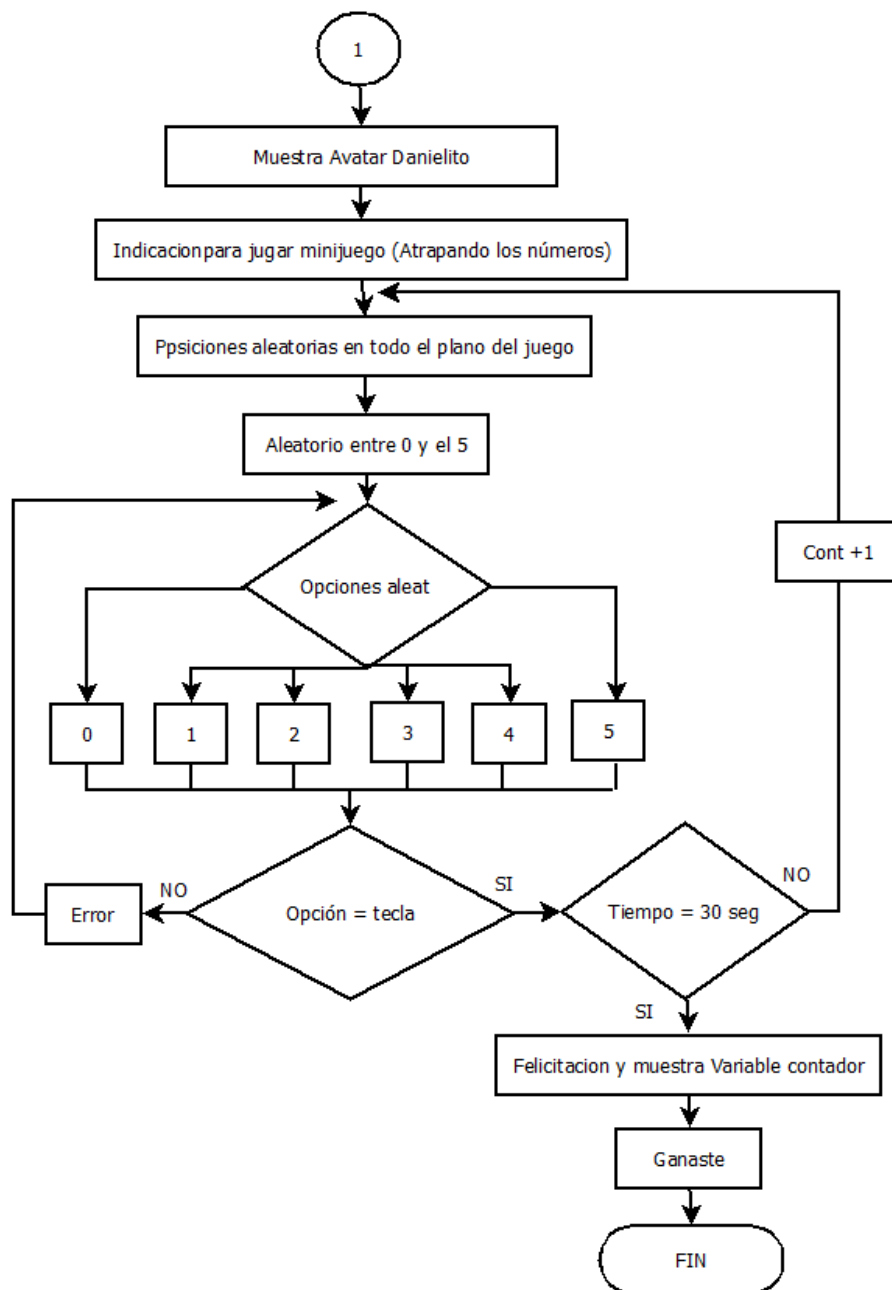 1
Muestra Avatar Danielito
Indicacionpara jugar minijuego (Atrapando los números)
Ppsiciones aleatorias en todo el plano del juego
Aleatorio entre 0 y el 5
Cont +1
Opciones aleat
0
1
2
3
4
5
NO
SI
NO
Error
Opción = tecla
Tiempo = 30 seg
SI
Felicitacion y muestra Variable contador
Ganaste
FIN